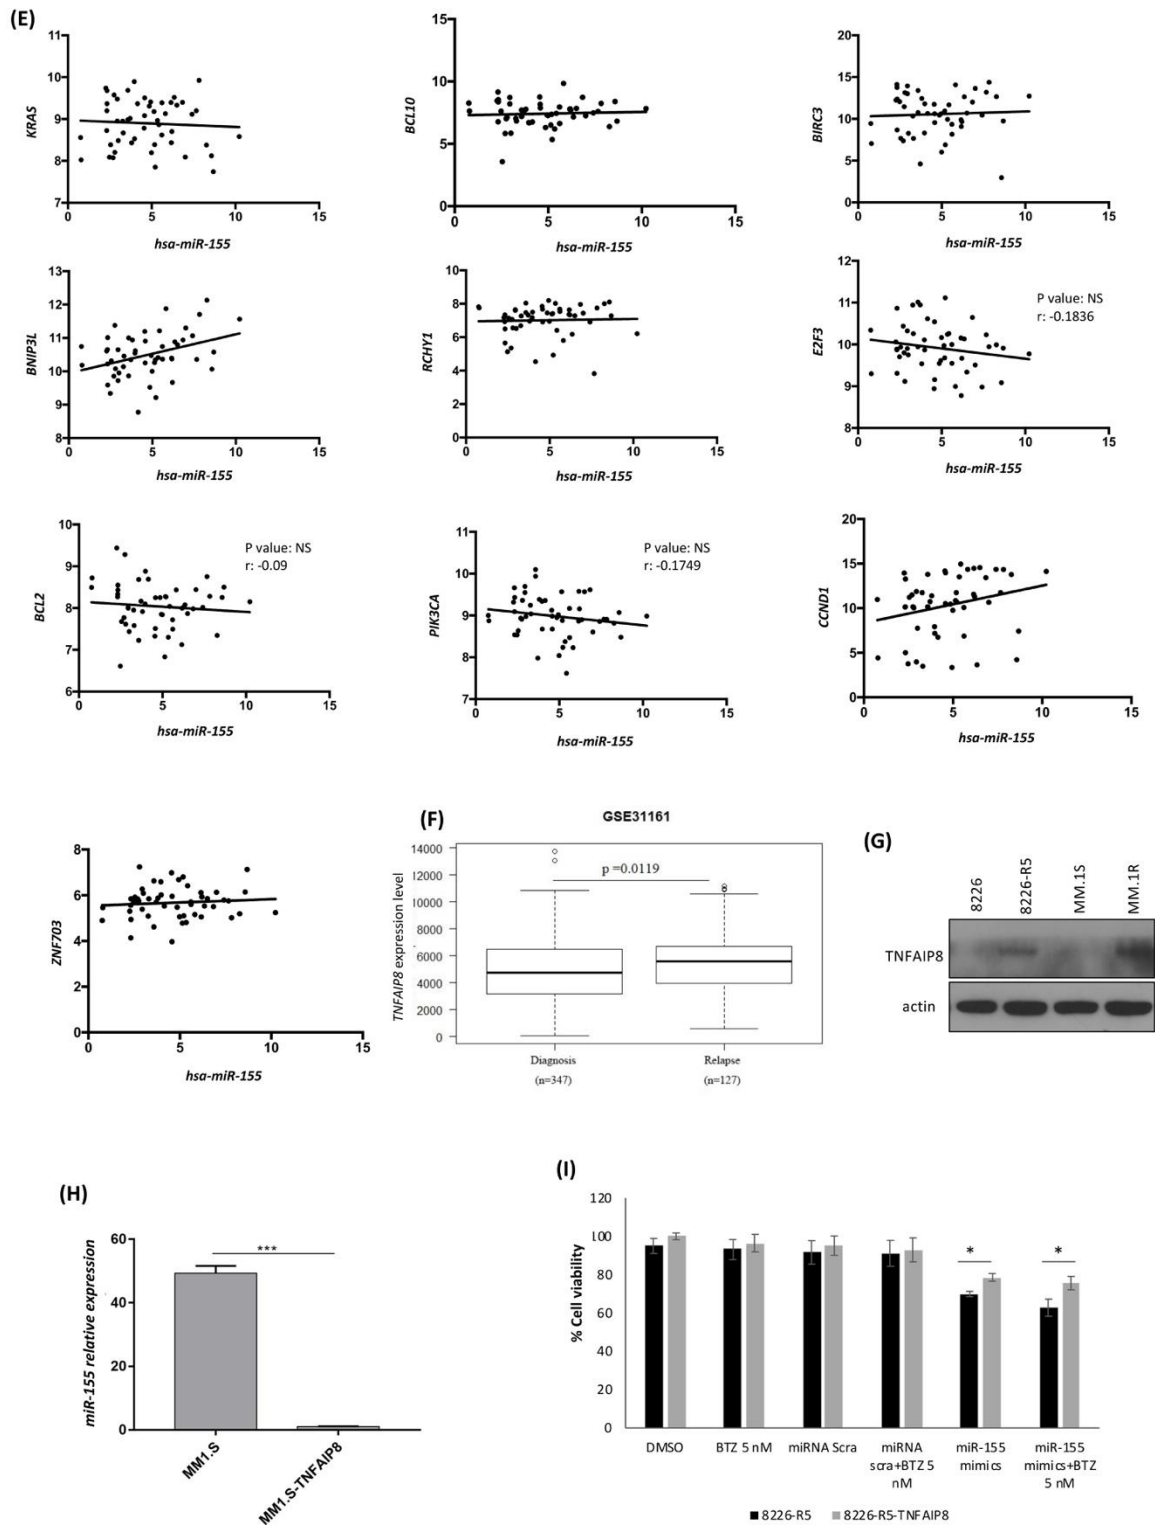 (E)
KRAS
11
10
9
8
7
0
5
10
15
hsa-miR-155
BCL10
15
10
5
0
0
5
10
15
hsa-miR-155
BIRC3
20
15
10
5
0
0
5
10
15
hsa-miR-155
BNIP3L
13
12
11
10
9
8
0
5
10
15
hsa-miR-155
RCHY1
10
8
6
4
2
0
0
5
10
15
hsa-miR-155
E2F3
12
11
10
9
8
0
5
10
15
P value: NS
r: -0.1836
hsa-miR-155
BCL2
10
9
8
7
6
0
5
10
15
P value: NS
r: -0.09
hsa-miR-155
PIK3CA
11
10
9
8
7
0
5
10
15
P value: NS
r: -0.1749
hsa-miR-155
CCND1
20
15
10
5
0
0
5
10
15
hsa-miR-155
ZNF703
8
6
4
2
0
0
5
10
15
hsa-miR-155
(F)
GSE31161
TNFAIP8 expression level
14000
12000
10000
8000
6000
4000
2000
0
p =0.0119
Diagnosis
(n=347)
Relapse
(n=127)
(G)
8226
8226-R5
MM.1S
MM.1R
TNFAIP8
actin
(H)
miR-155 relative expression
60
40
20
0
***
MM1.S
MM1.S-TNFAIP8
(I)
% Cell viability
120
100
80
60
40
20
0
*
*
DMSO
BTZ 5 nM
miRNA Scra
miRNA
scra+BTZ 5
nM
miR-155
mimics
miR-155
mimics+BTZ
5 nM
8226-R5
8226-R5-TNFAIP8